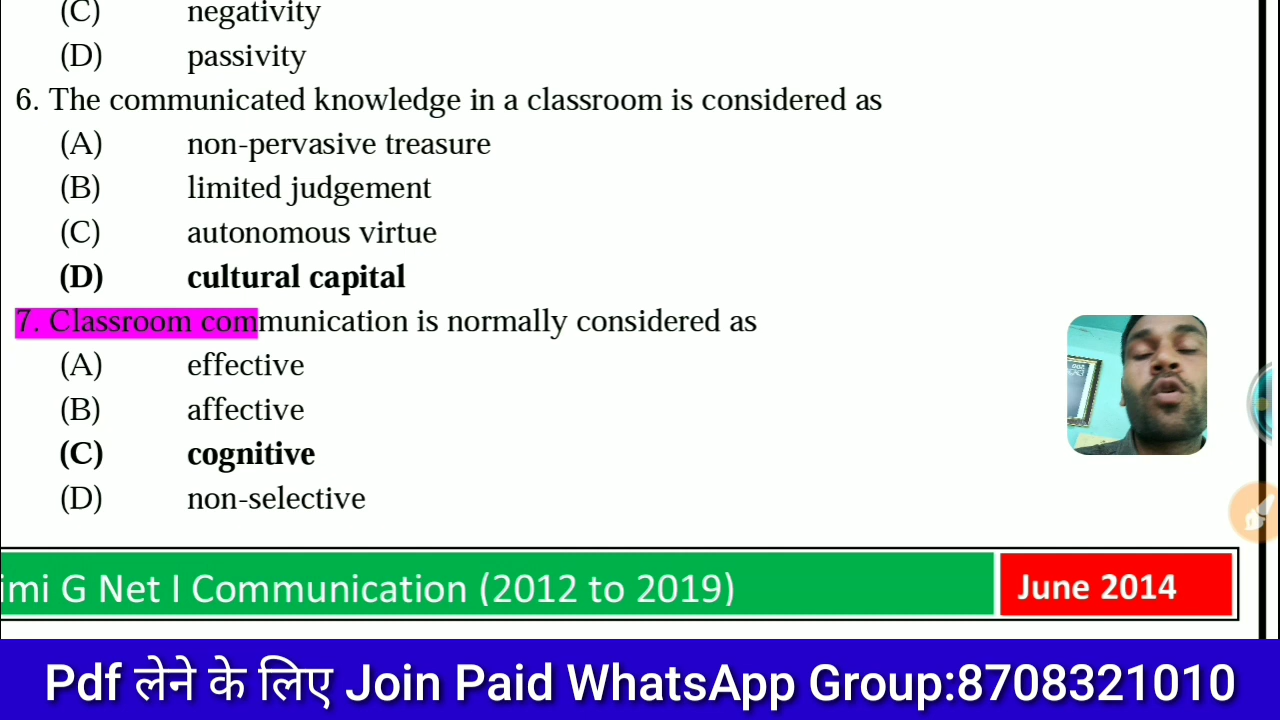 (C) negativity
(D) passivity
6. The communicated knowledge in a classroom is considered as
(A) non-pervasive treasure
(B) limited judgement
(C) autonomous virtue
(D) cultural capital
7. Classroom communication is normally considered as
(A) effective
(B) affective
(C) cognitive
(D) non-selective
imi G Net I Communication (2012 to 2019)
June 2014
Pdf लेने के लिए Join Paid WhatsApp Group:8708321010